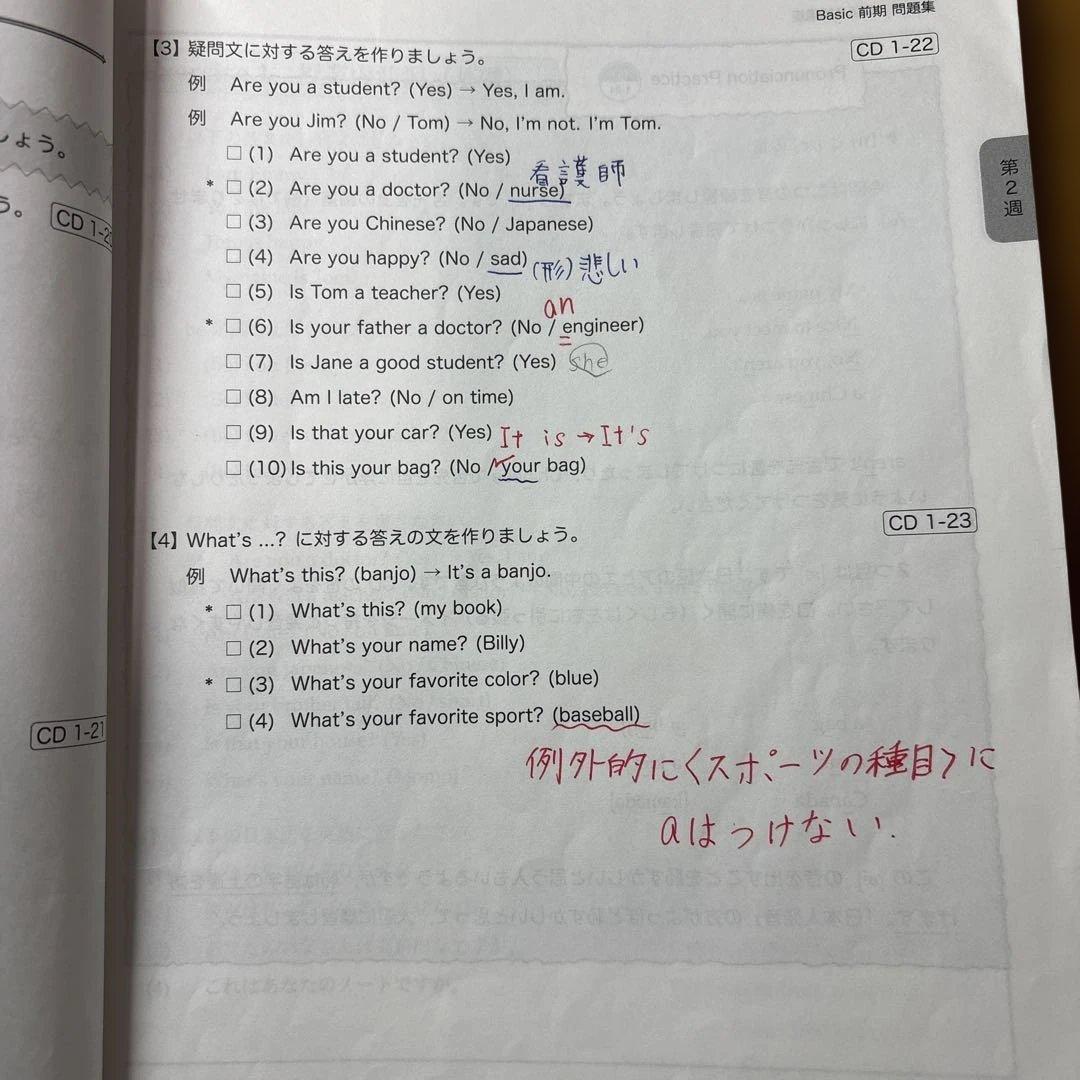 Basic 前期 問題集
【3】疑問文に対する答えを作りましょう。
CD 1-22
例 Are you a student? (Yes) → Yes, I am.
例 Are you Jim? (No / Tom) → No, I'm not. I'm Tom.
しょう。
□ (1) Are you a student? (Yes)
看護師
* □ (2) Are you a doctor? (No / nurse)
第2週
う。
CD 1-2
□ (3) Are you Chinese? (No / Japanese)
□ (4) Are you happy? (No / sad) (形) 悲しい
□ (5) Is Tom a teacher? (Yes)
an
* □ (6) Is your father a doctor? (No / engineer)
□ (7) Is Jane a good student? (Yes) she
□ (8) Am I late? (No / on time)
□ (9) Is that your car? (Yes) It is → It's
□ (10) Is this your bag? (No / your bag)
CD 1-23
【4】What's ...? に対する答えの文を作りましょう。
例 What's this? (banjo) → It's a banjo.
* □ (1) What's this? (my book)
□ (2) What's your name? (Billy)
* □ (3) What's your favorite color? (blue)
□ (4) What's your favorite sport? (baseball)
CD 1-21
例外的に〈スポーツの種目〉に
aはつけない.